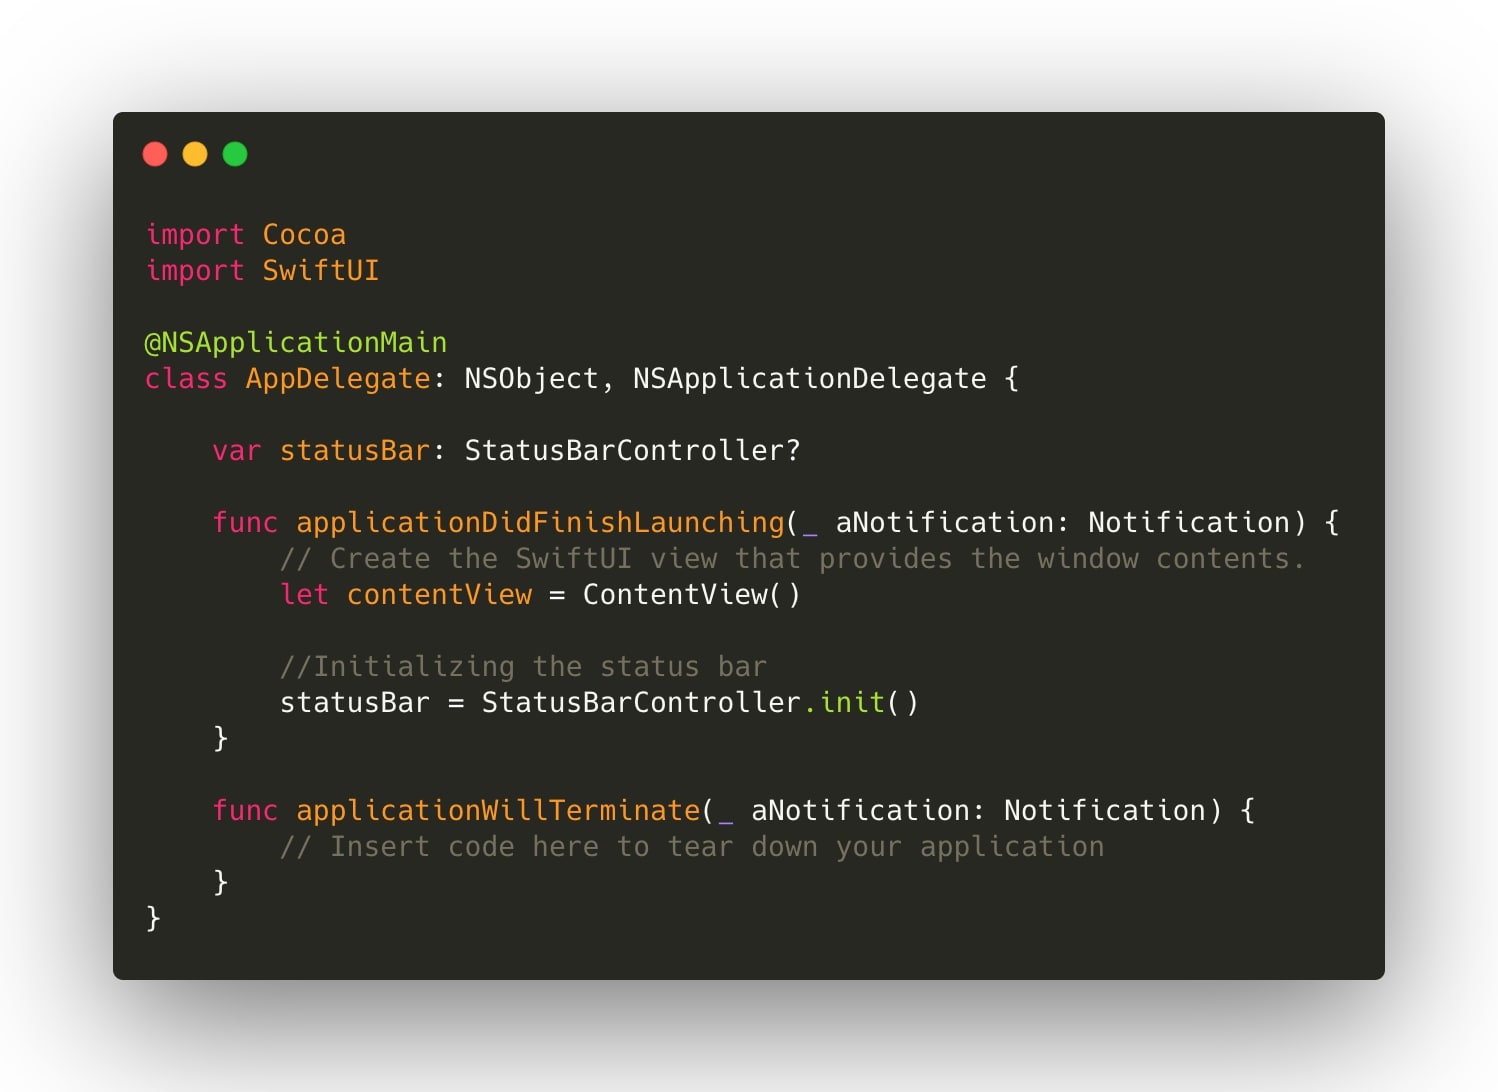 import Cocoa
import SwiftUI

@NSApplicationMain
class AppDelegate: NSObject, NSApplicationDelegate {

    var statusBar: StatusBarController?

    func applicationDidFinishLaunching(_ aNotification: Notification) {
        // Create the SwiftUI view that provides the window contents.
        let contentView = ContentView()

        //Initializing the status bar
        statusBar = StatusBarController.init()
    }

    func applicationWillTerminate(_ aNotification: Notification) {
        // Insert code here to tear down your application
    }
}